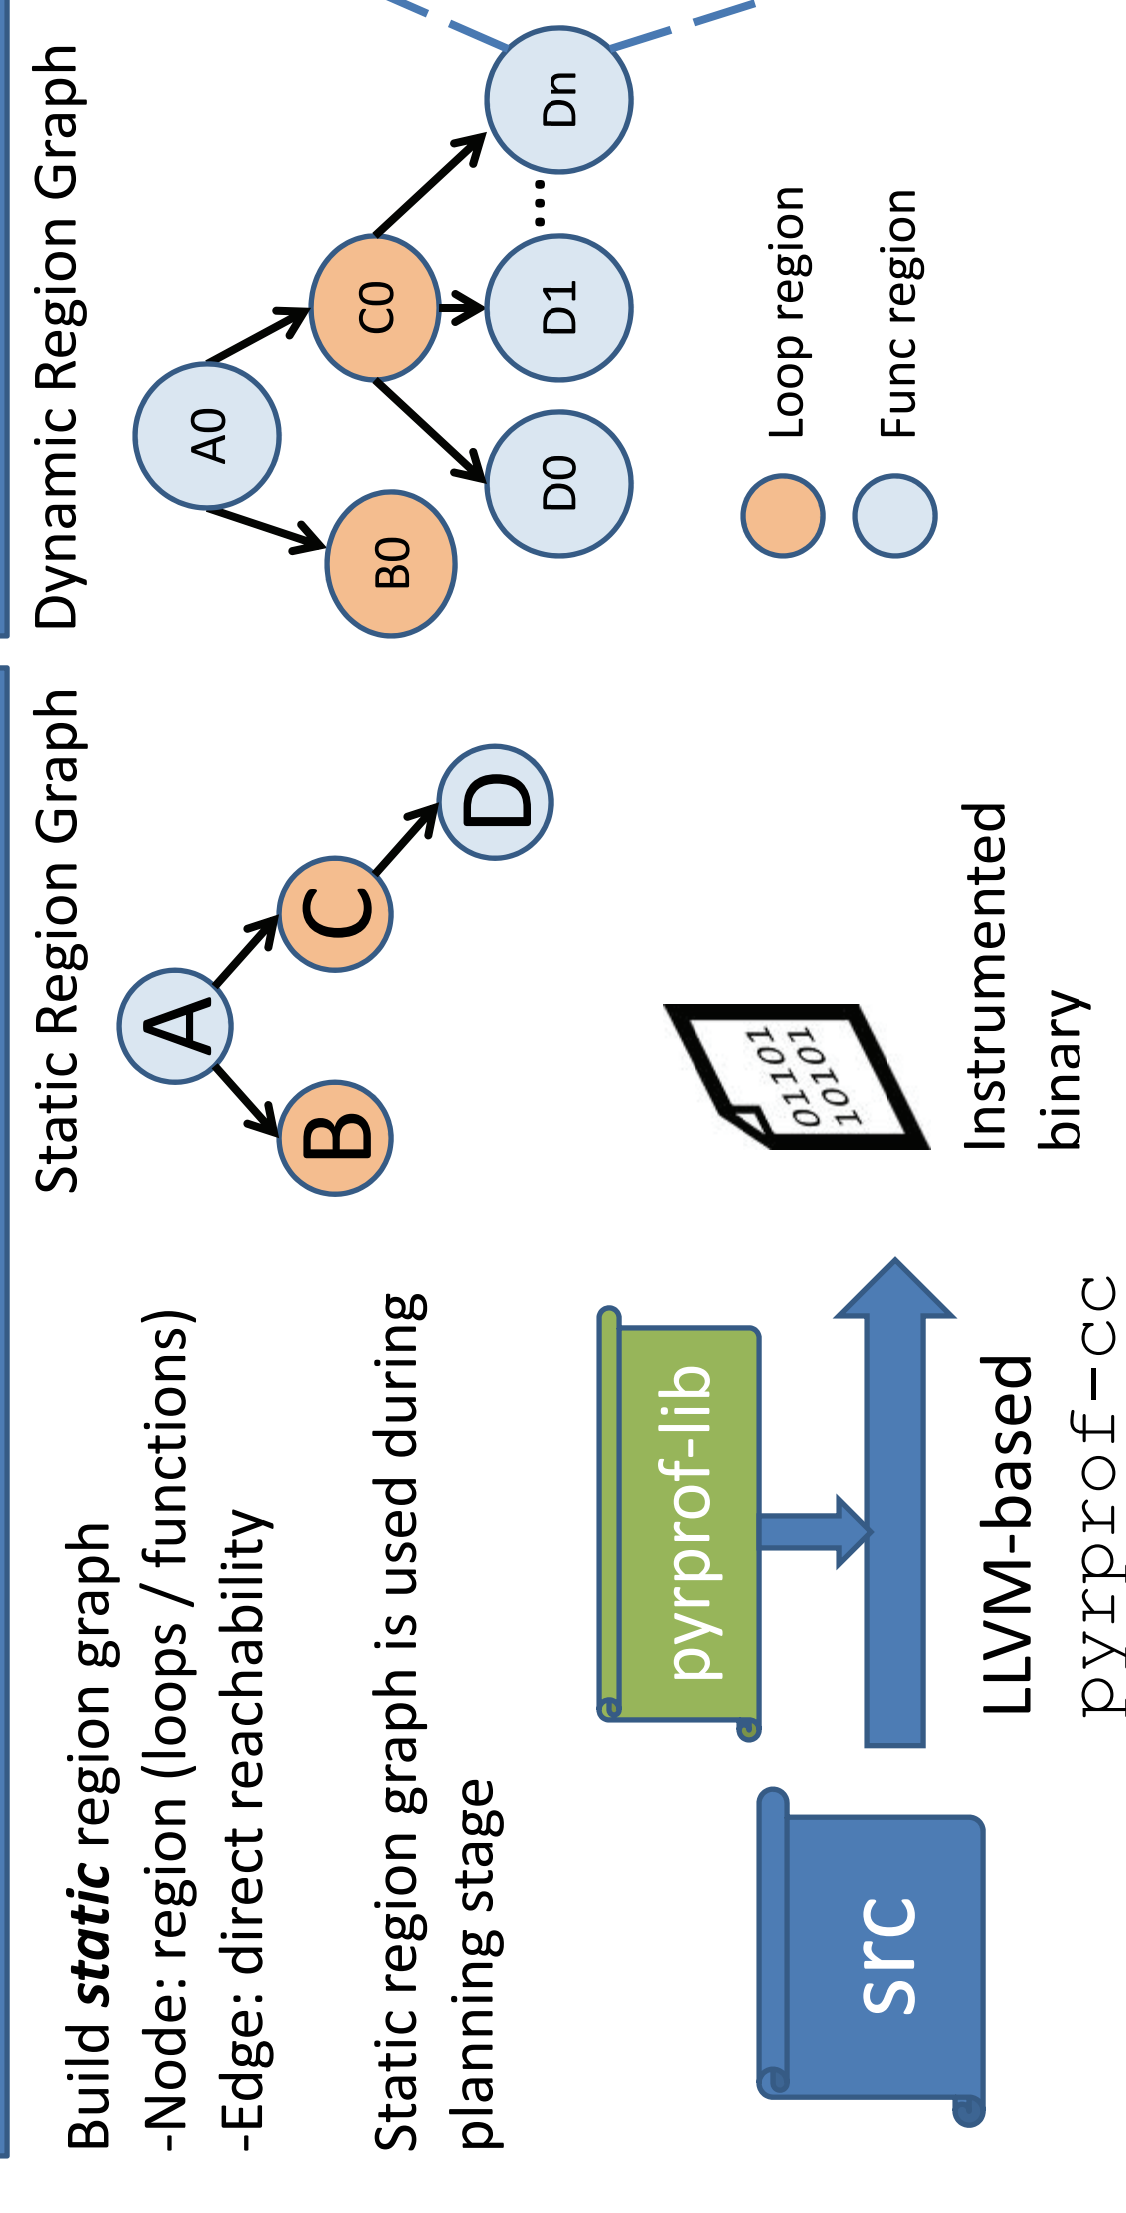 Build static region graph
-Node: region (loops / functions)
-Edge: direct reachability
Static region graph is used during
planning stage
src
pyrprof-lib
LLVM-based
pyrprof-cc
Static Region Graph
A
B
C
D
01101
10101
Instrumented
binary
Dynamic Region Graph
A0
B0
C0
D0
D1
...
Dn
Loop region
Func region